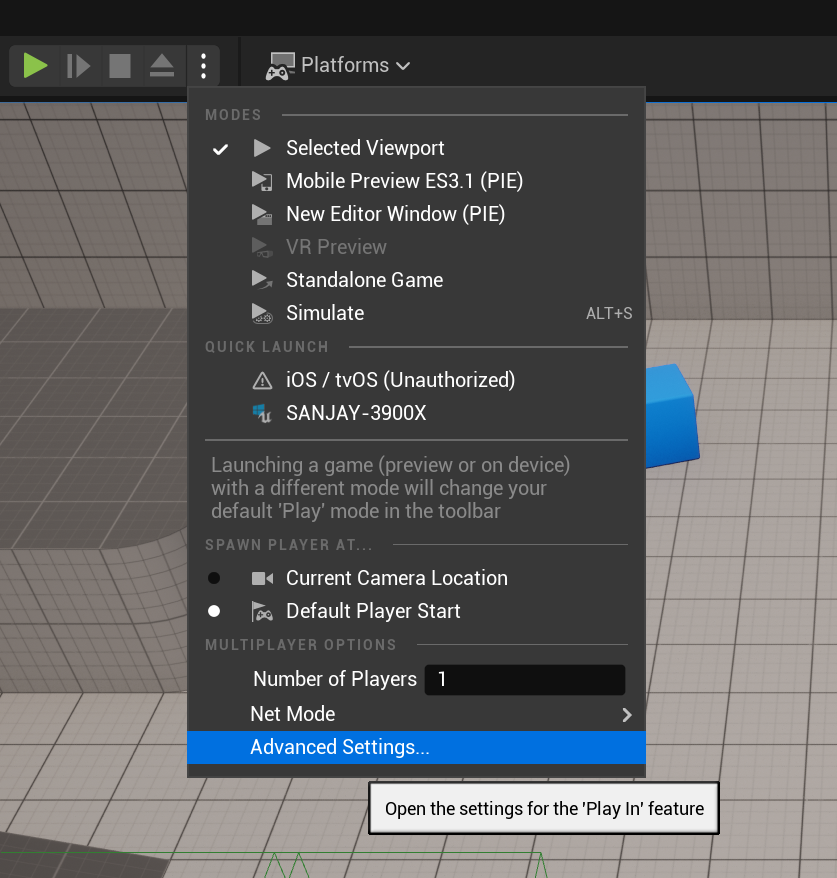 Platforms
MODES
Selected Viewport
Mobile Preview ES3.1 (PIE)
New Editor Window (PIE)
VR Preview
Standalone Game
Simulate ALT+S
QUICK LAUNCH
iOS / tvOS (Unauthorized)
SANJAY-3900X
Launching a game (preview or on device)
with a different mode will change your
default 'Play' mode in the toolbar
SPAWN PLAYER AT...
Current Camera Location
Default Player Start
MULTIPLAYER OPTIONS
Number of Players 1
Net Mode
Advanced Settings...
Open the settings for the 'Play In' feature